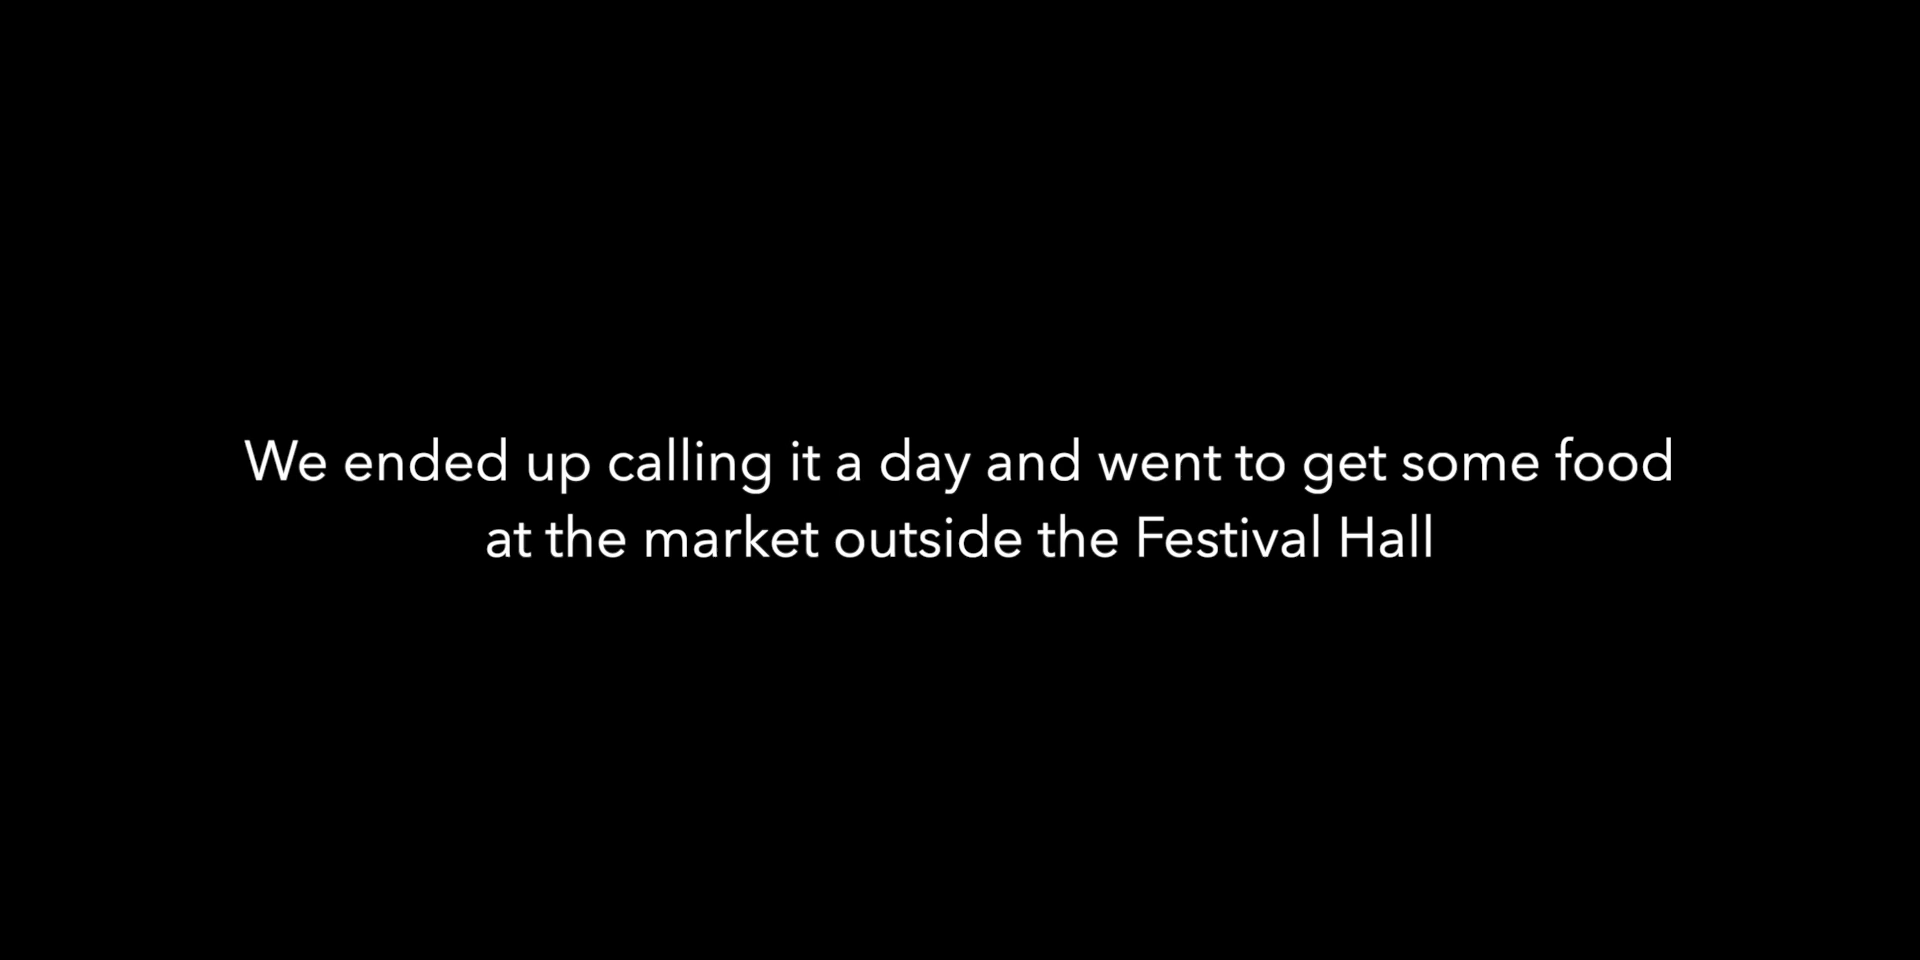 We ended up calling it a day and went to get some food
at the market outside the Festival Hall